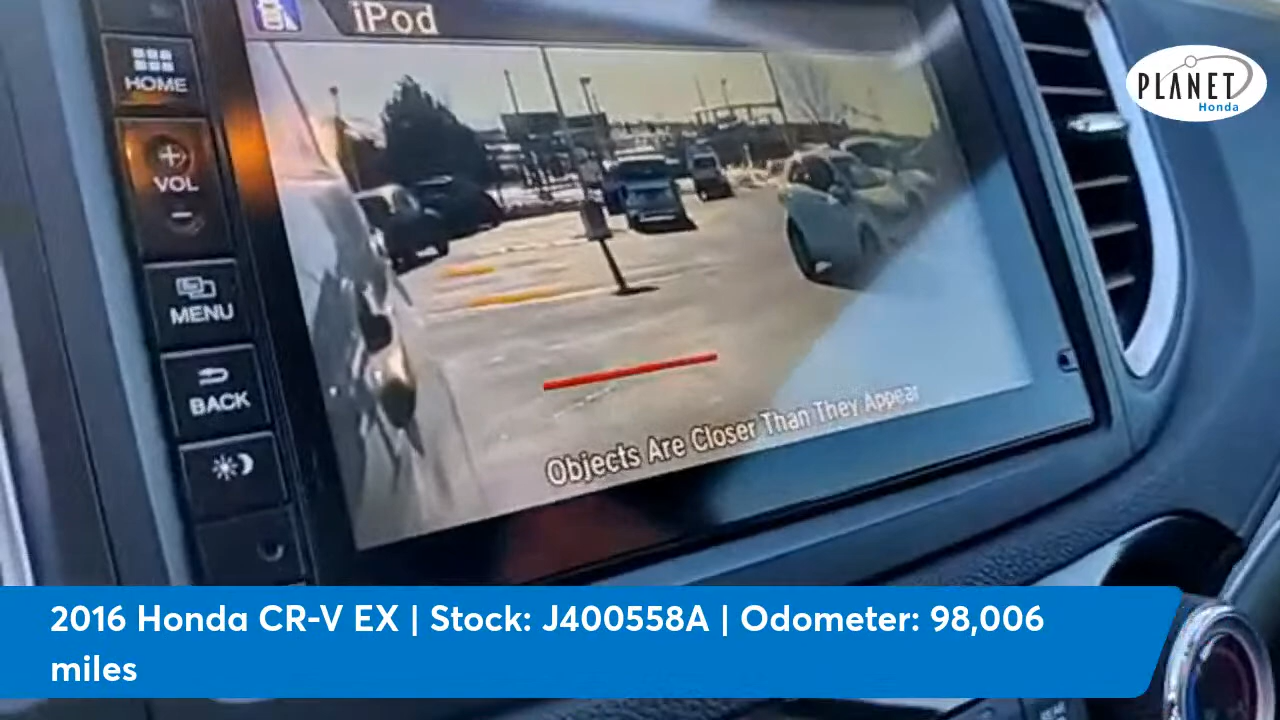 iPod
HOME
VOL
MENU
BACK
PLANET
Honda
Objects Are Closer Than They Appear
2016 Honda CR-V EX | Stock: J400558A | Odometer: 98,006
miles